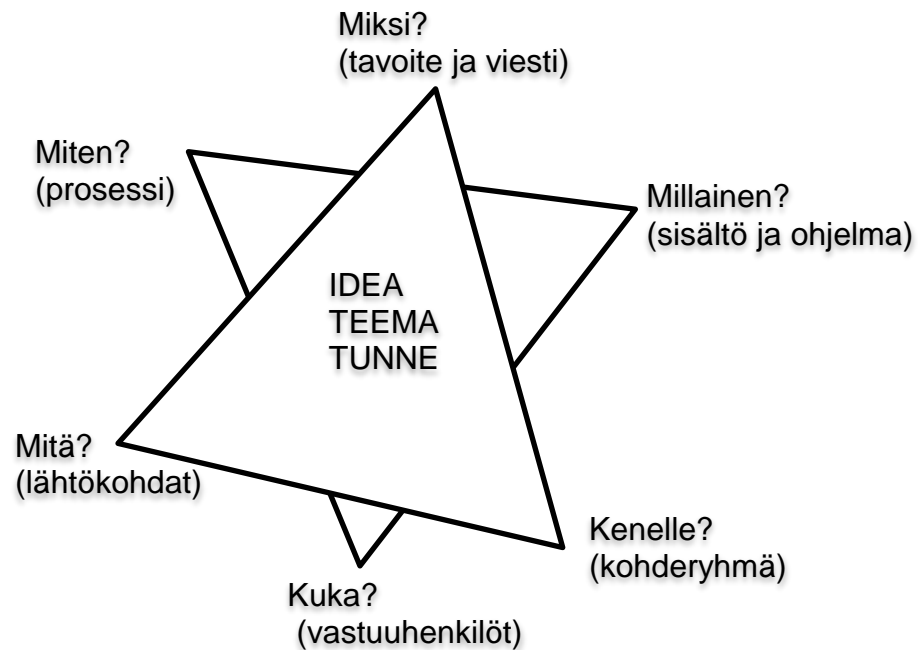 Miksi?
(tavoite ja viesti)
Miten?
(prosessi)
Millainen?
(sisältö ja ohjelma)
IDEA
TEEMA
TUNNE
Mitä?
(lähtökohdat)
Kenelle?
(kohderyhmä)
Kuka?
(vastuuhenkilöt)